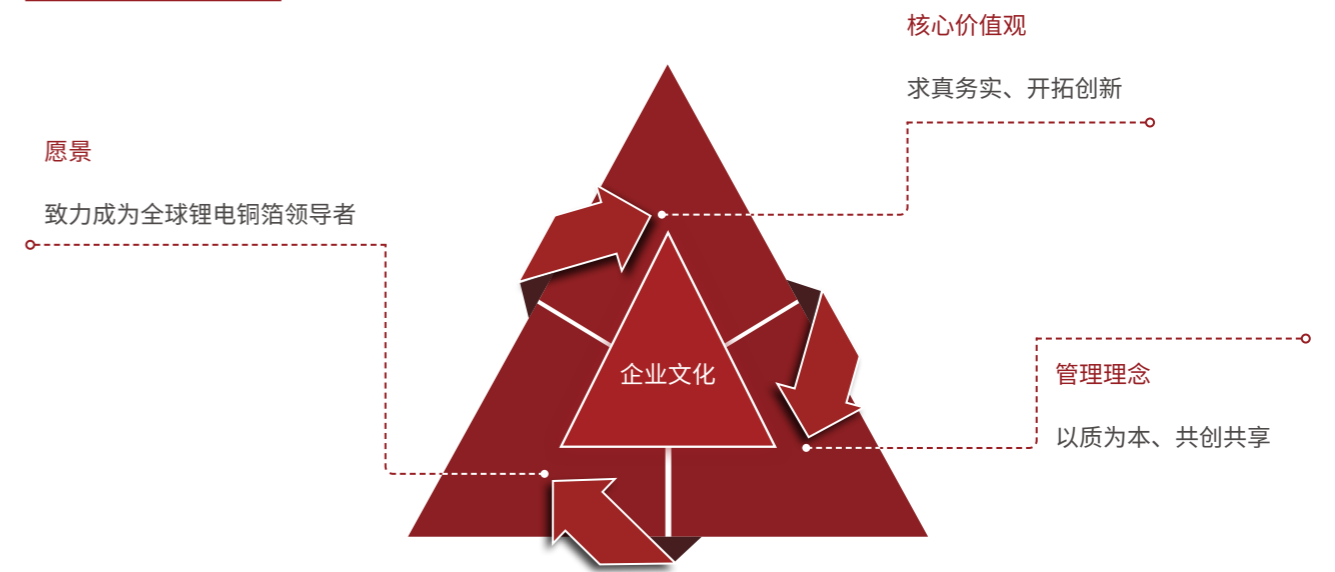 核心价值观
求真务实、开拓创新
愿景
致力成为全球锂电铜箔领导者
企业文化
管理理念
以质为本、共创共享